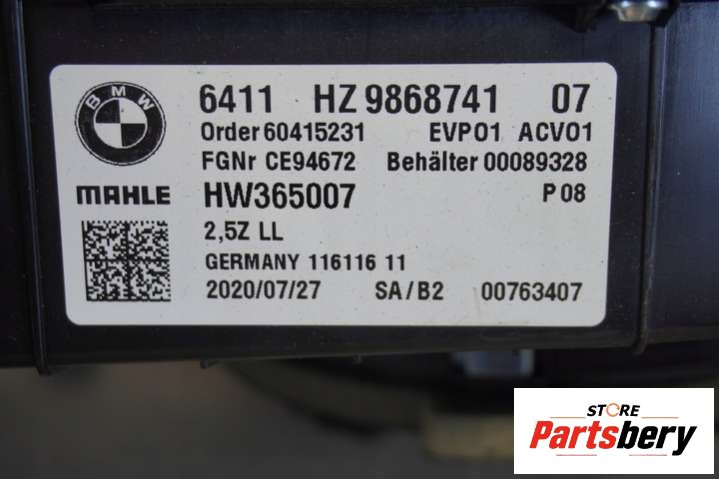 BMW
6411 HZ 9868741 07
Order 60415231 EVP01 ACV01
FGNr CE94672 Behälter 00089328
MAHLE HW365007 P 08
2,5Z LL
GERMANY 116116 11
2020/07/27 SA/B2 00763407
STORE
Partsbery